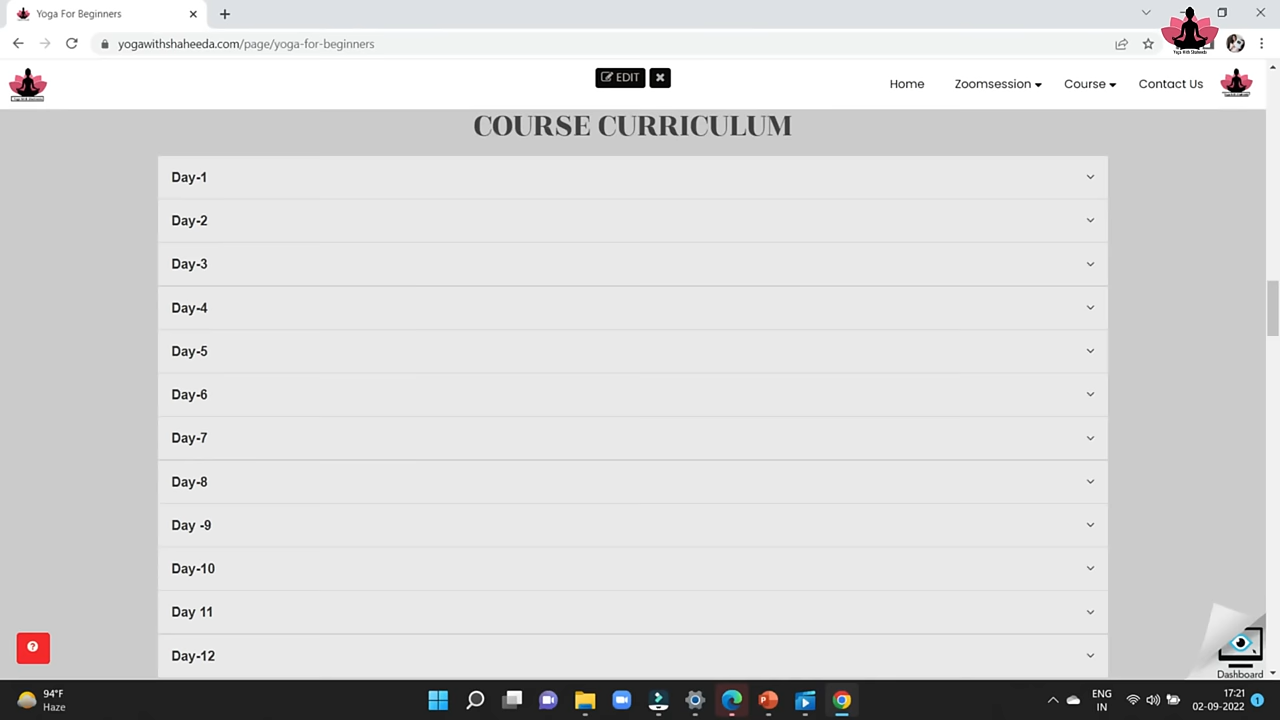 Yoga For Beginners
yogawithshaheeda.com/page/yoga-for-beginners
EDIT
Home
Zoomsession
Course
Contact Us
COURSE CURRICULUM
Day-1
Day-2
Day-3
Day-4
Day-5
Day-6
Day-7
Day-8
Day -9
Day-10
Day 11
Day-12
Dashboard
94°F
Haze
ENG
IN
17:21
02-09-2022
1